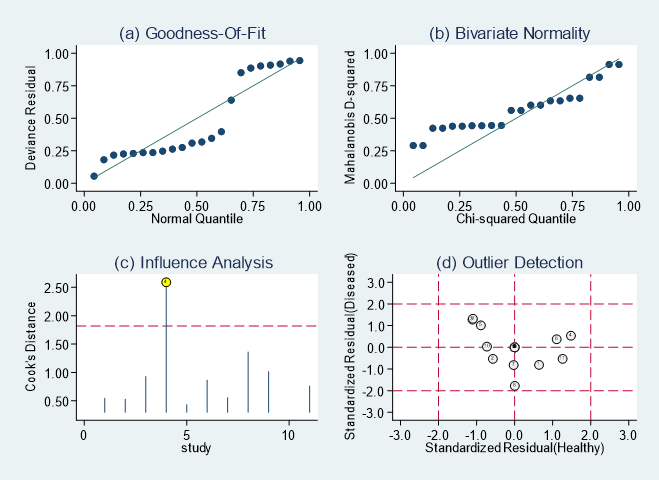 (a) Goodness-Of-Fit
Deviance Residual
1.00
0.75
0.50
0.25
0.00
0.00 0.25 0.50 0.75 1.00
Normal Quantile
(b) Bivariate Normality
Mahalanobis D-squared
1.00
0.75
0.50
0.25
0.00
0.00 0.25 0.50 0.75 1.00
Chi-squared Quantile
(c) Influence Analysis
Cook's Distance
2.50
2.00
1.50
1.00
0.50
0 5 10
study
(d) Outlier Detection
Standardized Residual(Diseased)
3.0
2.0
1.0
0.0
-1.0
-2.0
-3.0
-3.0 -2.0 -1.0 0.0 1.0 2.0 3.0
Standardized Residual(Healthy)